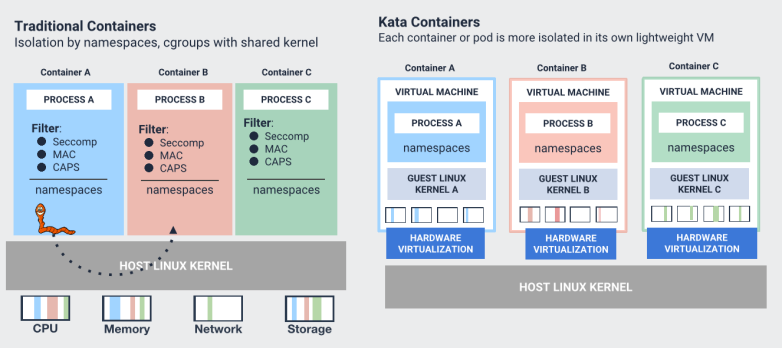 Traditional Containers
Isolation by namespaces, cgroups with shared kernel
Container A
Container B
Container C
PROCESS A
PROCESS B
PROCESS C
Filter:
Seccomp
MAC
CAPS
namespaces
Filter:
Seccomp
MAC
CAPS
namespaces
Filter:
Seccomp
MAC
CAPS
namespaces
HOST LINUX KERNEL
CPU
Memory
Network
Storage
Kata Containers
Each container or pod is more isolated in its own lightweight VM
Container A
Container B
Container C
VIRTUAL MACHINE
PROCESS A
namespaces
GUEST LINUX
KERNEL A
HARDWARE
VIRTUALIZATION
VIRTUAL MACHINE
PROCESS B
namespaces
GUEST LINUX
KERNEL B
HARDWARE
VIRTUALIZATION
VIRTUAL MACHINE
PROCESS C
namespaces
GUEST LINUX
KERNEL C
HARDWARE
VIRTUALIZATION
HOST LINUX KERNEL